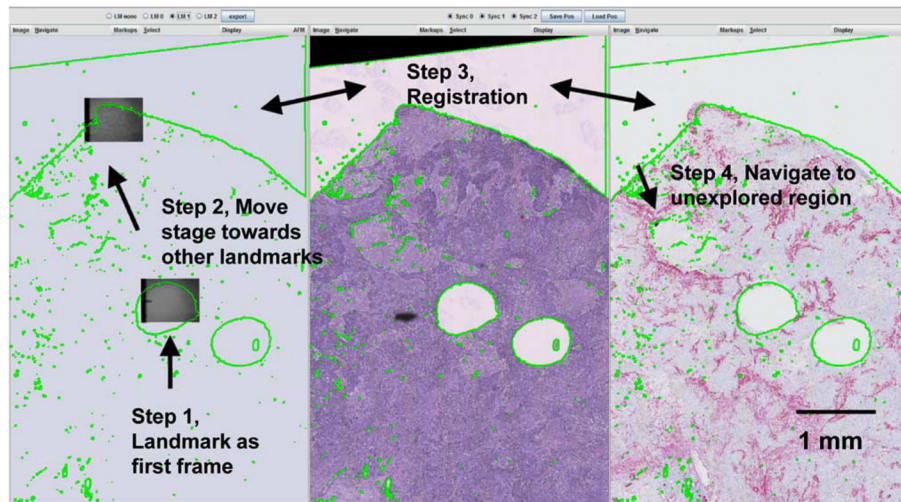 LM none LM 0 LM 1 LM 2 export
Sync 0 Sync 1 Sync 2 Save Pos Load Pos
Image Navigate Markups Select Display AFM
Image Navigate Markups Select Display
Image Navigate Markups Select Display
Step 3,
Registration
Step 2, Move
stage towards
other landmarks
Step 4, Navigate to
unexplored region
Step 1,
Landmark as
first frame
1 mm